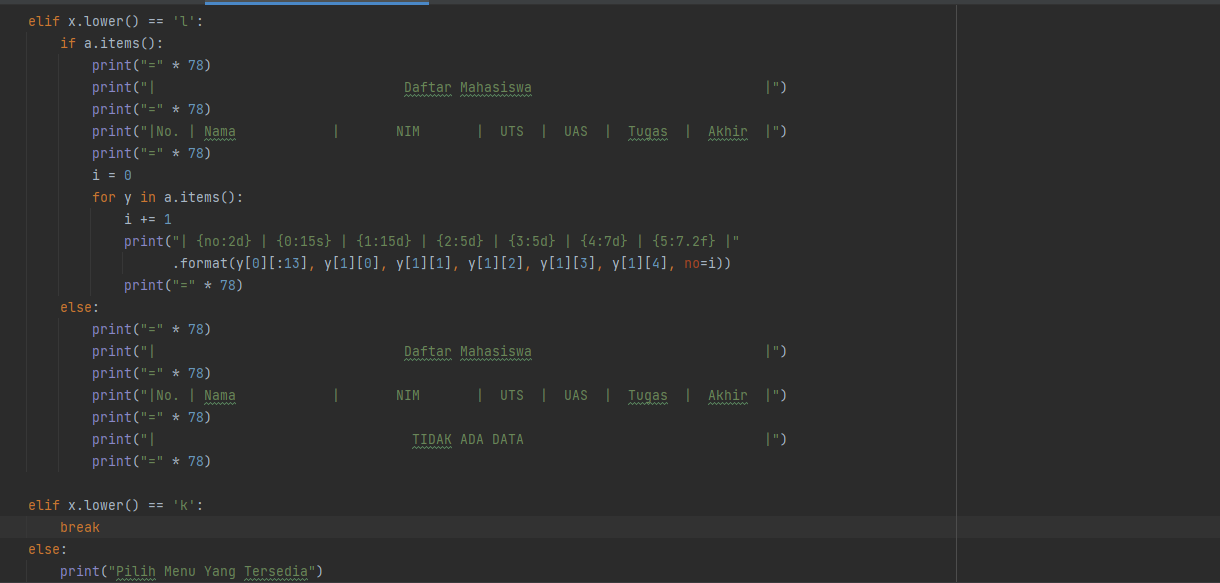 elif x.lower() == 'l':
    if a.items():
        print("=" * 78)
        print("|                               Daftar Mahasiswa                             |")
        print("=" * 78)
        print("|No. | Nama            |       NIM       |  UTS  |  UAS  |  Tugas  |  Akhir  |")
        print("=" * 78)
        i = 0
        for y in a.items():
            i += 1
            print("| {no:2d} | {0:15s} | {1:15d} | {2:5d} | {3:5d} | {4:7d} | {5:7.2f} |"
                  .format(y[0][:13], y[1][0], y[1][1], y[1][2], y[1][3], y[1][4], no=i))
            print("=" * 78)
    else:
        print("=" * 78)
        print("|                               Daftar Mahasiswa                             |")
        print("=" * 78)
        print("|No. | Nama            |       NIM       |  UTS  |  UAS  |  Tugas  |  Akhir  |")
        print("=" * 78)
        print("|                                TIDAK ADA DATA                              |")
        print("=" * 78)

elif x.lower() == 'k':
    break
else:
    print("Pilih Menu Yang Tersedia")